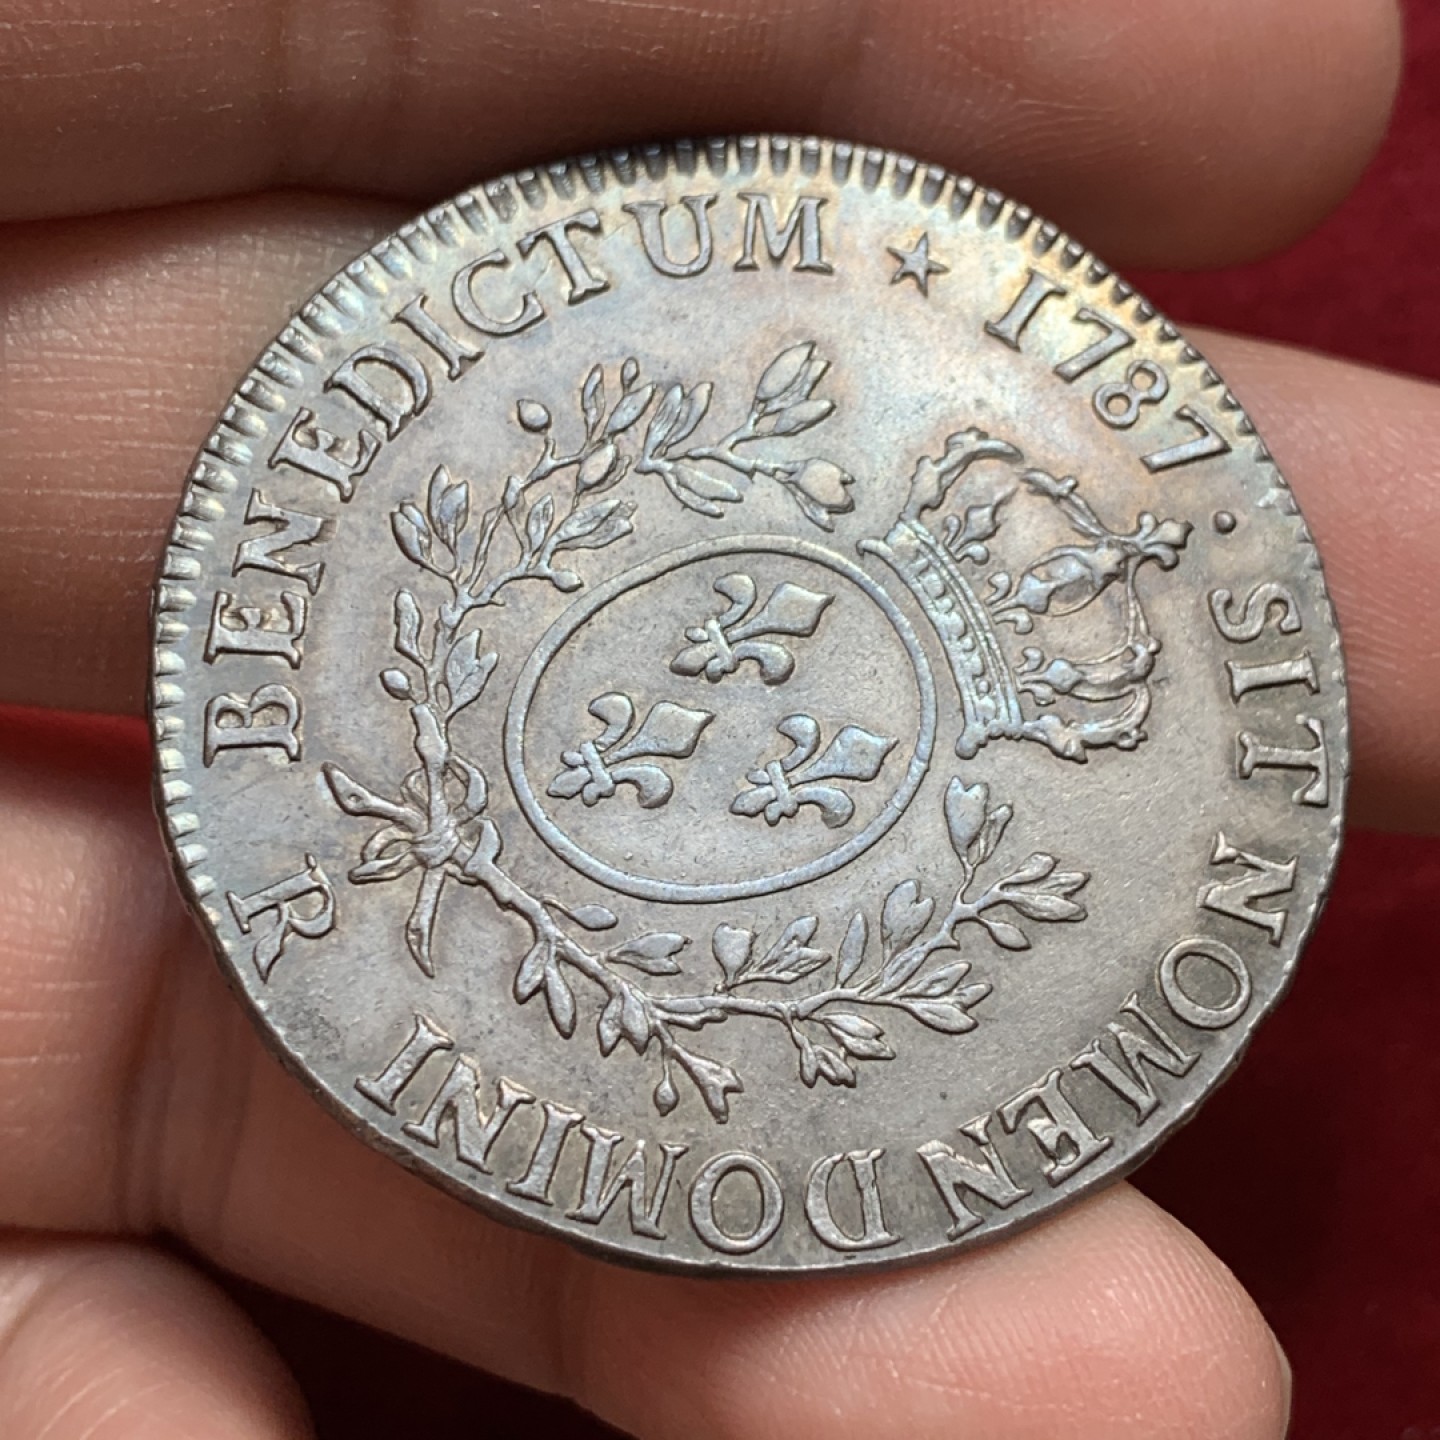 SIT NOMEN DOMINI R BENEDICTUM ★ 1787 ·